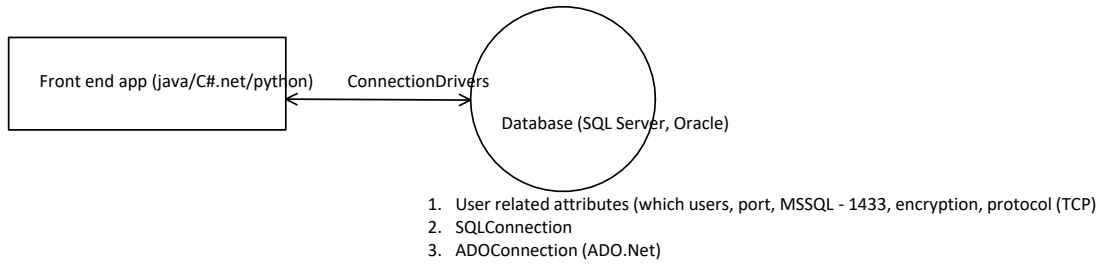 Front end app (java/C#.net/python)
ConnectionDrivers
Database (SQL Server, Oracle)
1. User related attributes (which users, port, MSSQL - 1433, encryption, protocol (TCP)
2. SQLConnection
3. ADOConnection (ADO.Net)